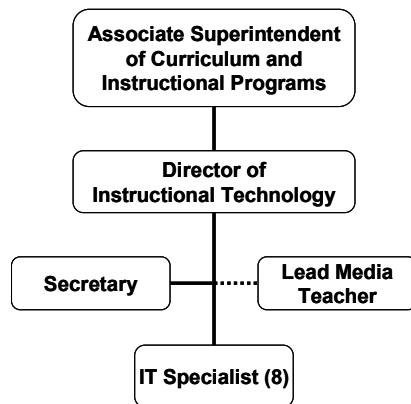 Associate Superintendent
of Curriculum and
Instructional Programs
Director of
Instructional Technology
Secretary
Lead Media
Teacher
IT Specialist (8)